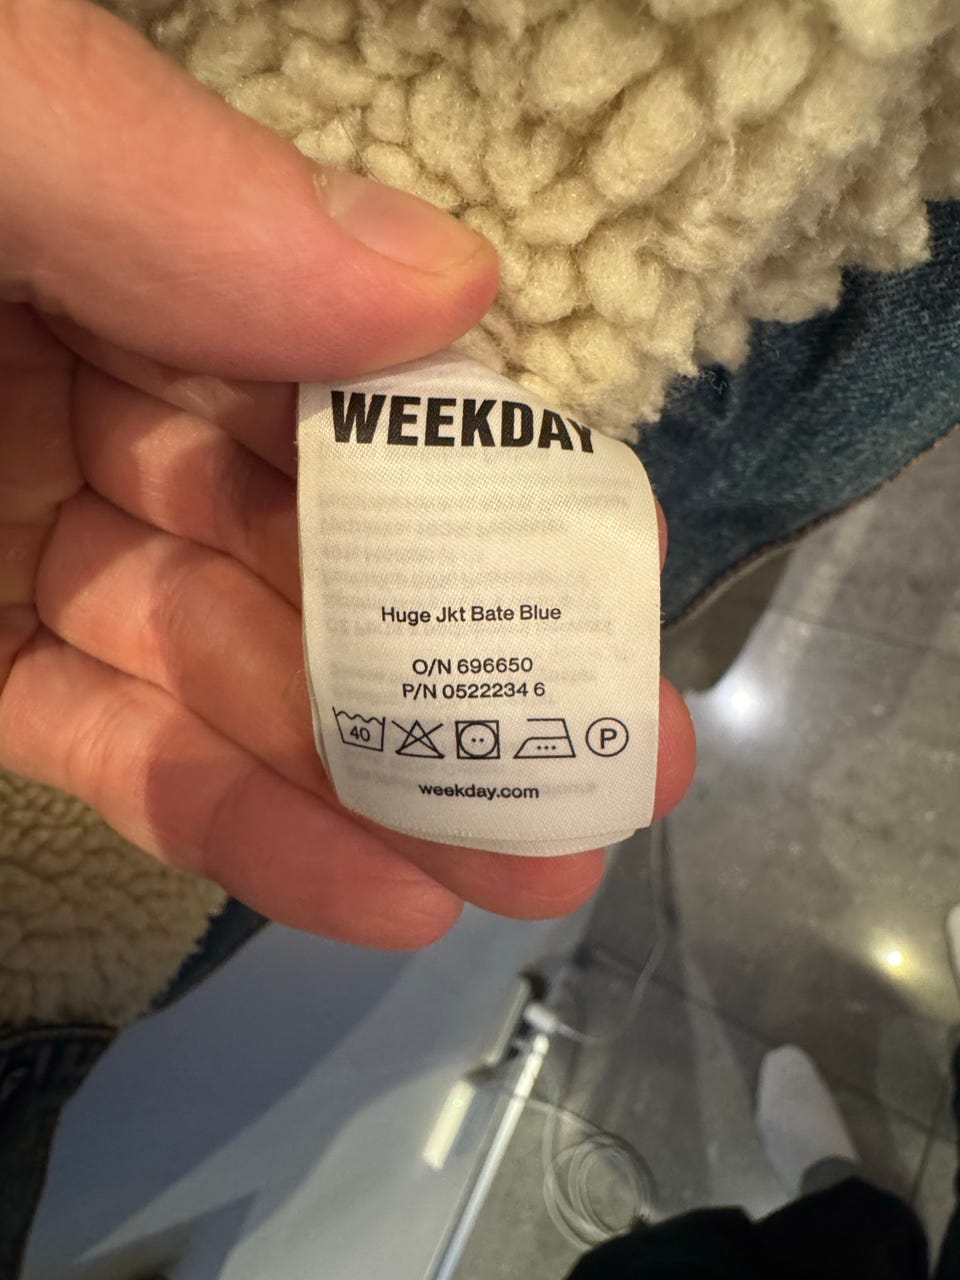 WEEKDAY
Huge Jkt Bate Blue
O/N 696650
P/N 0522234 6
40 P
weekday.com